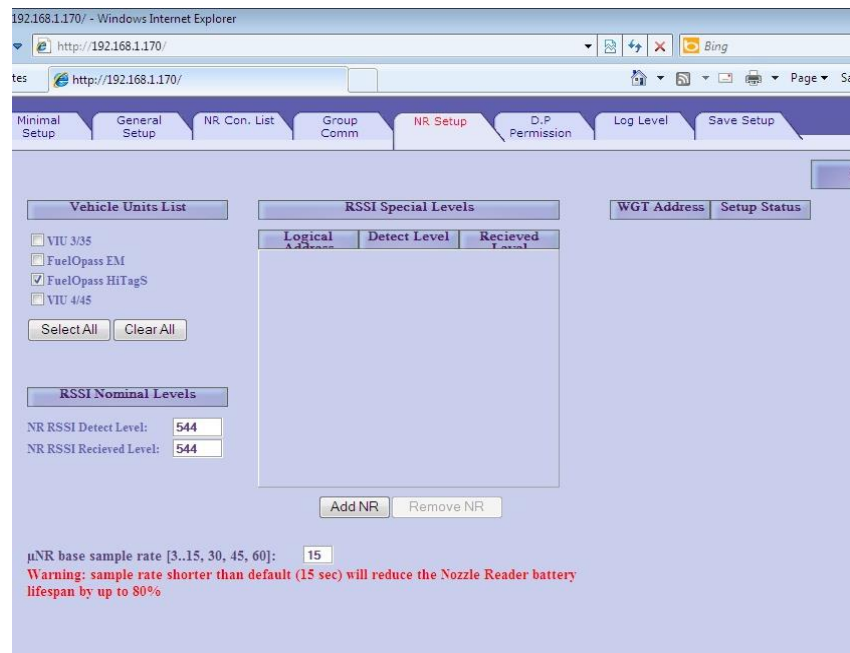 192.168.1.170/ - Windows Internet Explorer
http://192.168.1.170/
Bing
tes
http://192.168.1.170/
Page
Minimal Setup
General Setup
NR Con. List
Group Comm
NR Setup
D.P Permission
Log Level
Save Setup
Vehicle Units List
VIU 3/35
FuelOpass EM
FuelOpass HiTagS
VIU 4/45
Select All
Clear All
RSSI Nominal Levels
NR RSSI Detect Level: 544
NR RSSI Recieved Level: 544
RSSI Special Levels
Logical Address
Detect Level
Recieved Level
Add NR
Remove NR
WGT Address
Setup Status
µNR base sample rate [3..15, 30, 45, 60]: 15
Warning: sample rate shorter than default (15 sec) will reduce the Nozzle Reader battery
lifespan by up to 80%